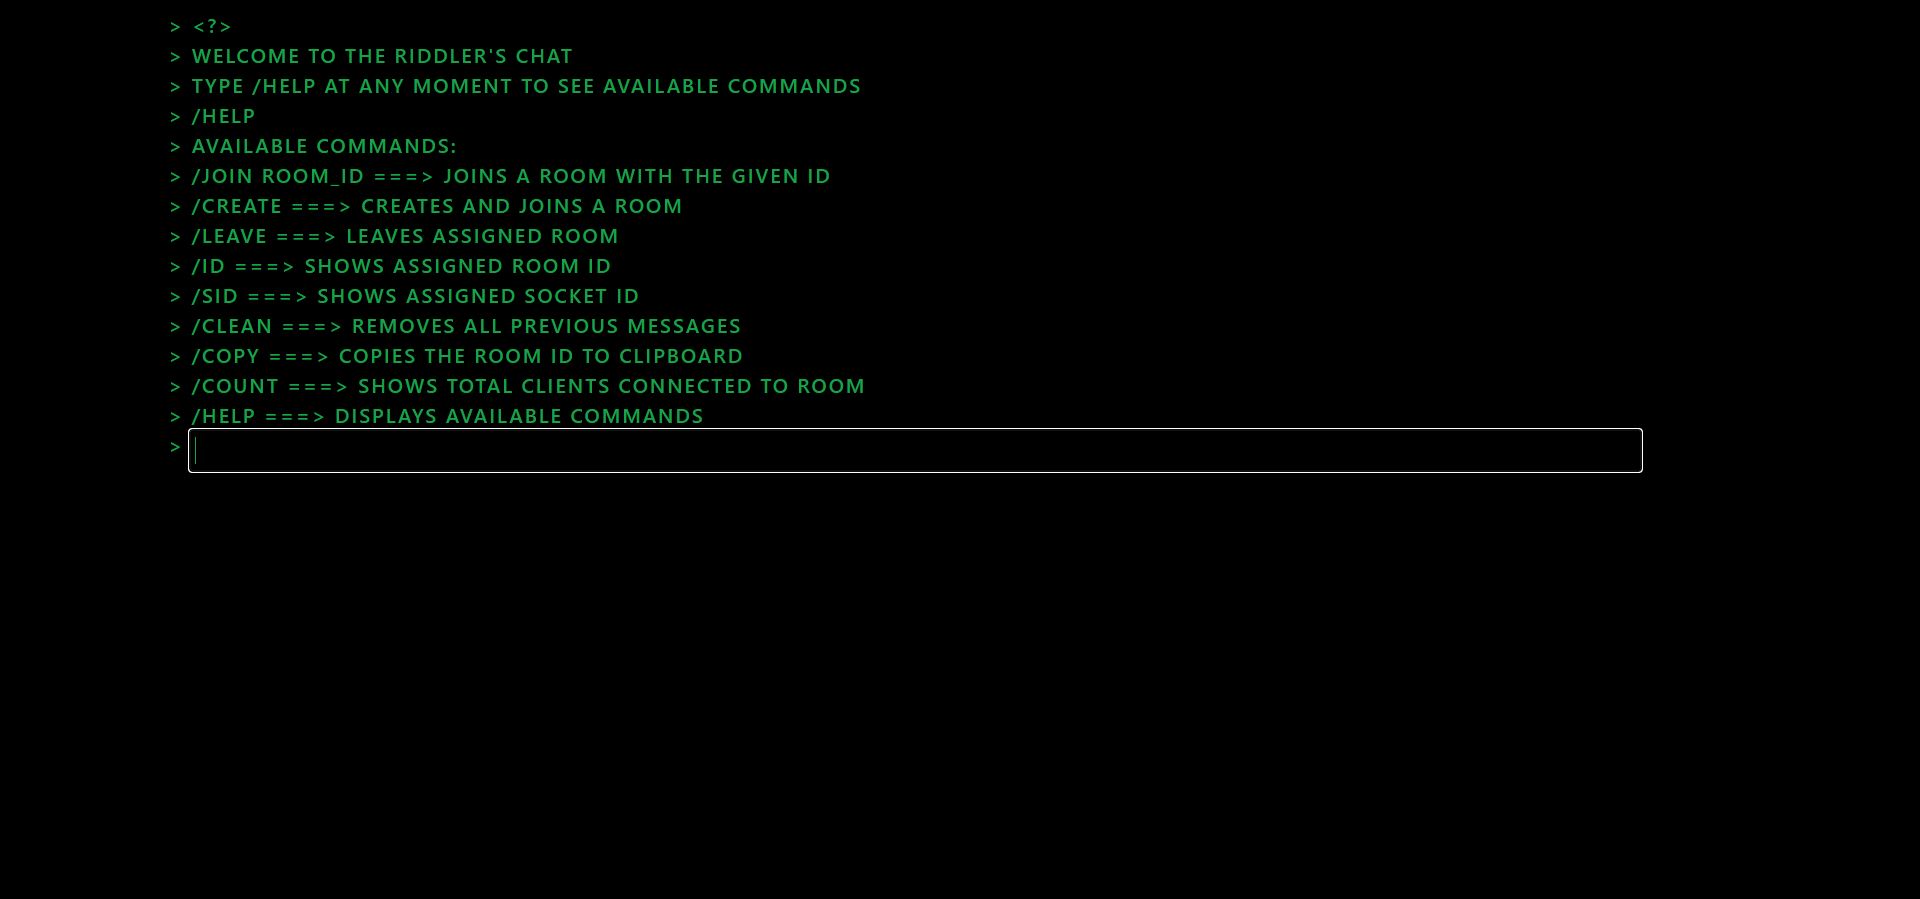 > <?>
> WELCOME TO THE RIDDLER'S CHAT
> TYPE /HELP AT ANY MOMENT TO SEE AVAILABLE COMMANDS
> /HELP
> AVAILABLE COMMANDS:
> /JOIN ROOM_ID ===> JOINS A ROOM WITH THE GIVEN ID
> /CREATE ===> CREATES AND JOINS A ROOM
> /LEAVE ===> LEAVES ASSIGNED ROOM
> /ID ===> SHOWS ASSIGNED ROOM ID
> /SID ===> SHOWS ASSIGNED SOCKET ID
> /CLEAN ===> REMOVES ALL PREVIOUS MESSAGES
> /COPY ===> COPIES THE ROOM ID TO CLIPBOARD
> /COUNT ===> SHOWS TOTAL CLIENTS CONNECTED TO ROOM
> /HELP ===> DISPLAYS AVAILABLE COMMANDS
>